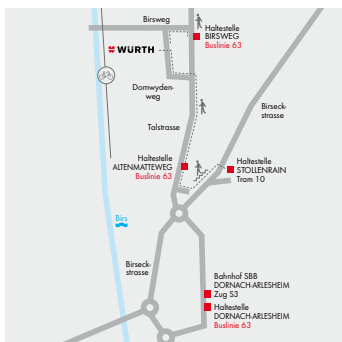 Birsweg
Haltestelle
BIRSWEG
Buslinie 63
WÜRTH
Dornwyden-
weg
Birseck-
strasse
Talstrasse
Haltestelle
ALTENMATTEWEG
Buslinie 63
Haltestelle
STOLLENRAIN
Tram 10
Birs
Birseck-
strasse
Bahnhof SBB
DORNACH-ARLESHEIM
Zug S3
Haltestelle
DORNACH-ARLESHEIM
Buslinie 63